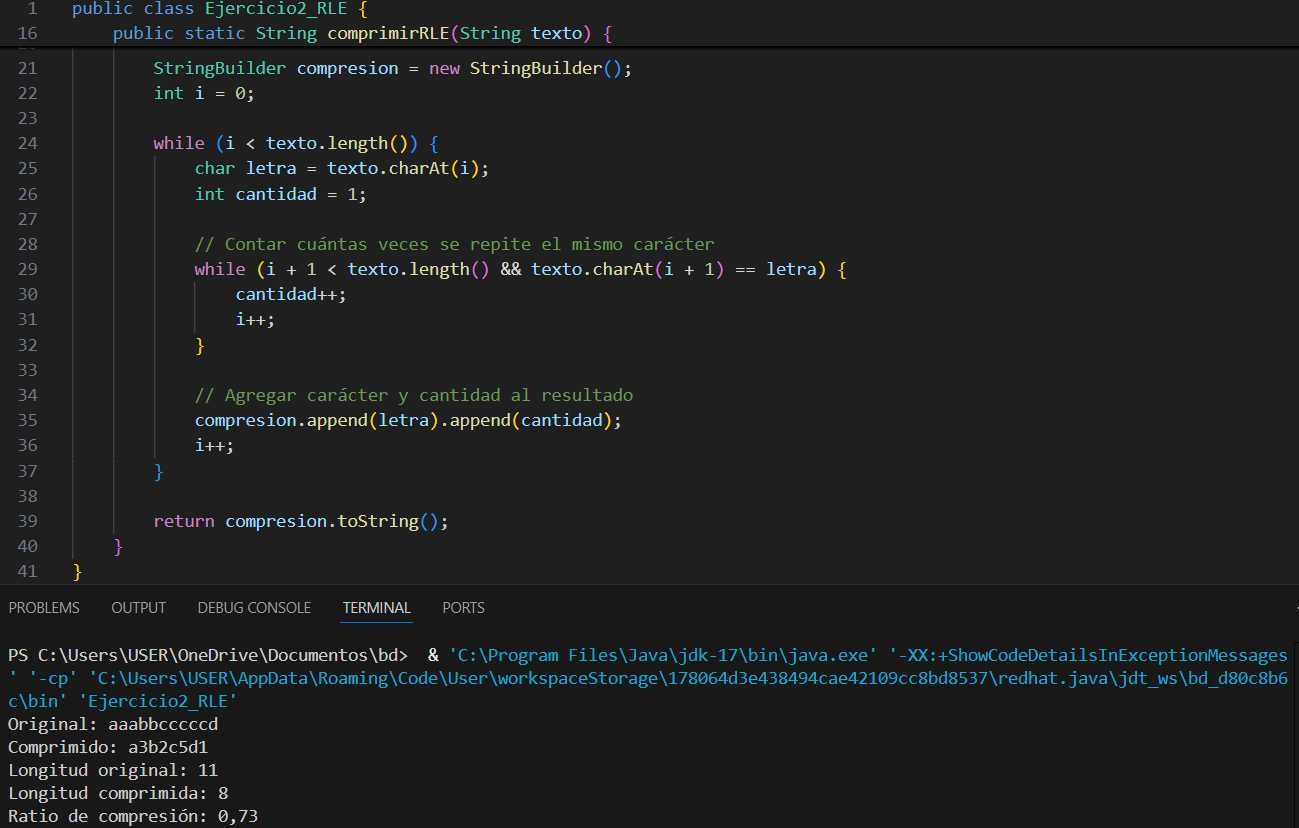 1 public class Ejercicio2_RLE {
16 public static String comprimirRLE(String texto) {
21 StringBuilder compresion = new StringBuilder();
22 int i = 0;
23
24 while (i < texto.length()) {
25 char letra = texto.charAt(i);
26 int cantidad = 1;
27
28 // Contar cuántas veces se repite el mismo carácter
29 while (i + 1 < texto.length() && texto.charAt(i + 1) == letra) {
30 cantidad++;
31 i++;
32 }
33
34 // Agregar carácter y cantidad al resultado
35 compresion.append(letra).append(cantidad);
36 i++;
37 }
38
39 return compresion.toString();
40 }
41 }
PROBLEMS OUTPUT DEBUG CONSOLE TERMINAL PORTS
PS C:\Users\USER\OneDrive\Documentos\bd> & 'C:\Program Files\Java\jdk-17\bin\java.exe' '-XX:+ShowCodeDetailsInExceptionMessages
' '-cp' 'C:\Users\USER\AppData\Roaming\Code\User\workspaceStorage\178064d3e438494cae42109cc8bd8537\redhat.java\jdt_ws\bd_d80c8b6
c\bin' 'Ejercicio2_RLE'
Original: aaabbcccccd
Comprimido: a3b2c5d1
Longitud original: 11
Longitud comprimida: 8
Ratio de compresión: 0,73